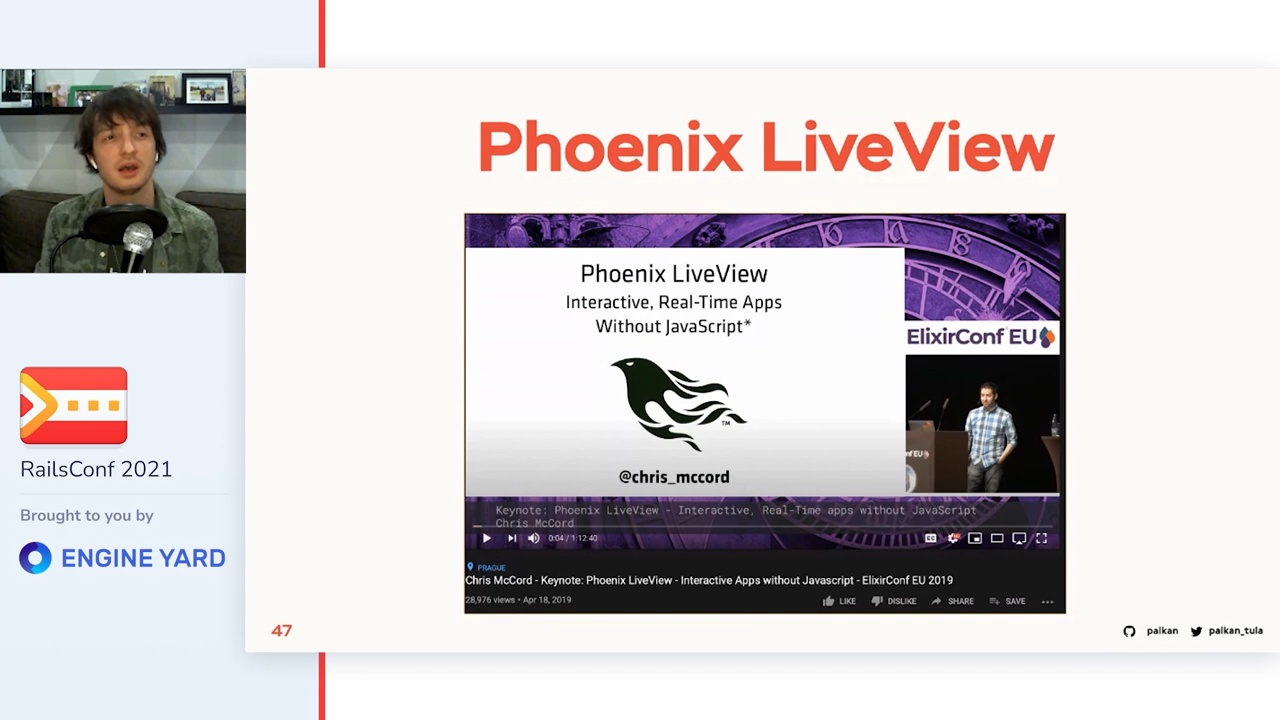 Phoenix LiveView
Phoenix LiveView
Interactive, Real-Time Apps
Without JavaScript*
TM
@chris_mccord
ElixirConf EU
Keynote: Phoenix LiveView - Interactive, Real-Time apps without JavaScript
Chris McCord
0:04 / 1:12:40
CC
PRAGUE
Chris McCord - Keynote: Phoenix LiveView - Interactive Apps without Javascript - ElixirConf EU 2019
28,976 views • Apr 18, 2019
LIKE
DISLIKE
SHARE
SAVE
RailsConf 2021
Brought to you by
ENGINE YARD
47
palkan
palkan_tula